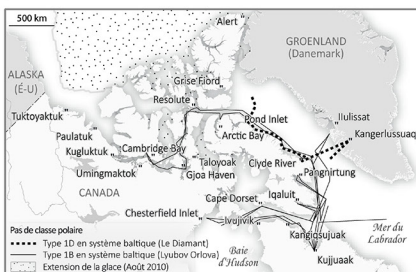 500 km
Alert
GROENLAND
(Danemark)
ALASKA
(É-U)
Grise Fiord
Resolute
Tuktoyaktuk
Pond Inlet
Ilulissat
Paulatuk
Arctic Bay
Kangerlussuaq
Kugluktuk
Cambridge Bay
Clyde River
Taloyoak
Pangnirtung
Umingmaktok
Gjoa Haven
CANADA
Iqaluit
Cape Dorset
Chesterfield Inlet
Mer du
Labrador
Ivujivik
Kangiqsujuak
Baie
d'Hudson
Kujjuaak
Pas de classe polaire
Type 1D en système baltique (Le Diamant)
Type 1B en système baltique (Lyubov Orlova)
Extension de la glace (Août 2010)